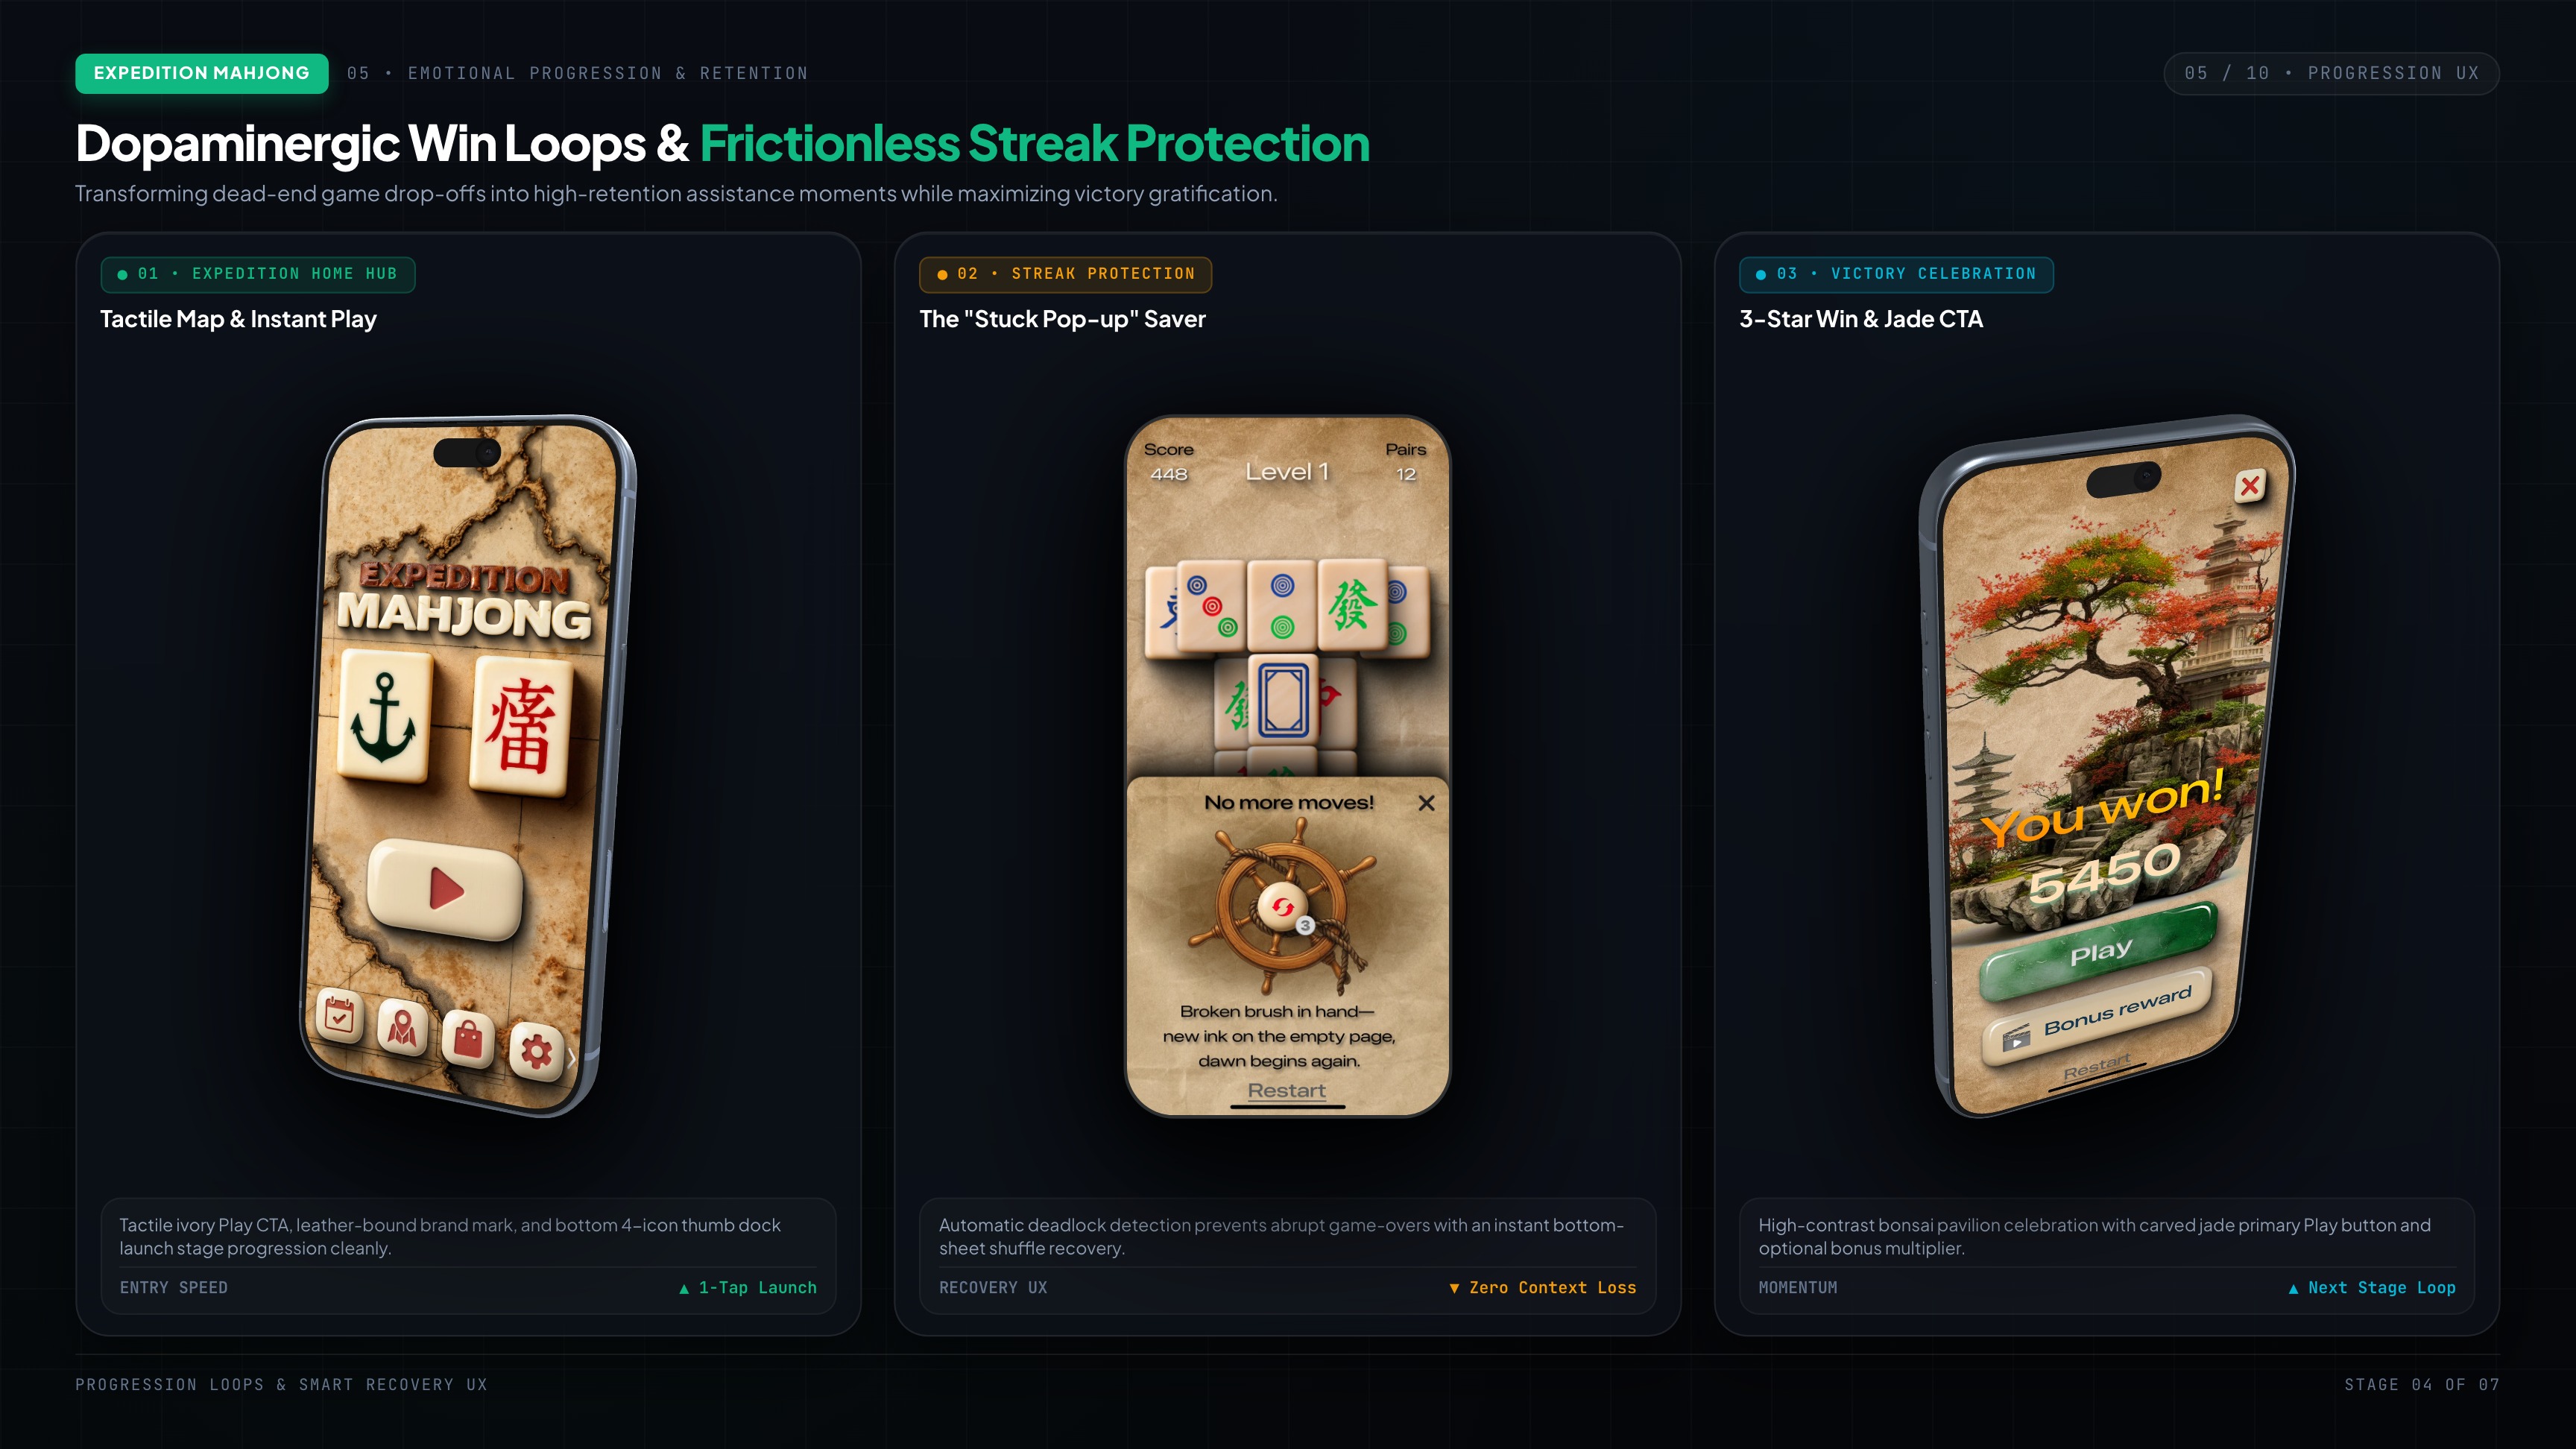 EXPEDITION MAHJONG
05 • EMOTIONAL PROGRESSION & RETENTION
05 / 10 • PROGRESSION UX
Dopaminergic Win Loops & Frictionless Streak Protection
Transforming dead-end game drop-offs into high-retention assistance moments while maximizing victory gratification.
01 • EXPEDITION HOME HUB
Tactile Map & Instant Play
EXPEDITION
MAHJONG
Tactile ivory Play CTA, leather-bound brand mark, and bottom 4-icon thumb dock
launch stage progression cleanly.
ENTRY SPEED
▲ 1-Tap Launch
02 • STREAK PROTECTION
The "Stuck Pop-up" Saver
Score
448
Level 1
Pairs
12
發
No more moves!
3
Broken brush in hand—
new ink on the empty page,
dawn begins again.
Restart
Automatic deadlock detection prevents abrupt game-overs with an instant bottom-
sheet shuffle recovery.
RECOVERY UX
▼ Zero Context Loss
03 • VICTORY CELEBRATION
3-Star Win & Jade CTA
You won!
5450
Play
Bonus reward
Restart
High-contrast bonsai pavilion celebration with carved jade primary Play button and
optional bonus multiplier.
MOMENTUM
▲ Next Stage Loop
PROGRESSION LOOPS & SMART RECOVERY UX
STAGE 04 OF 07